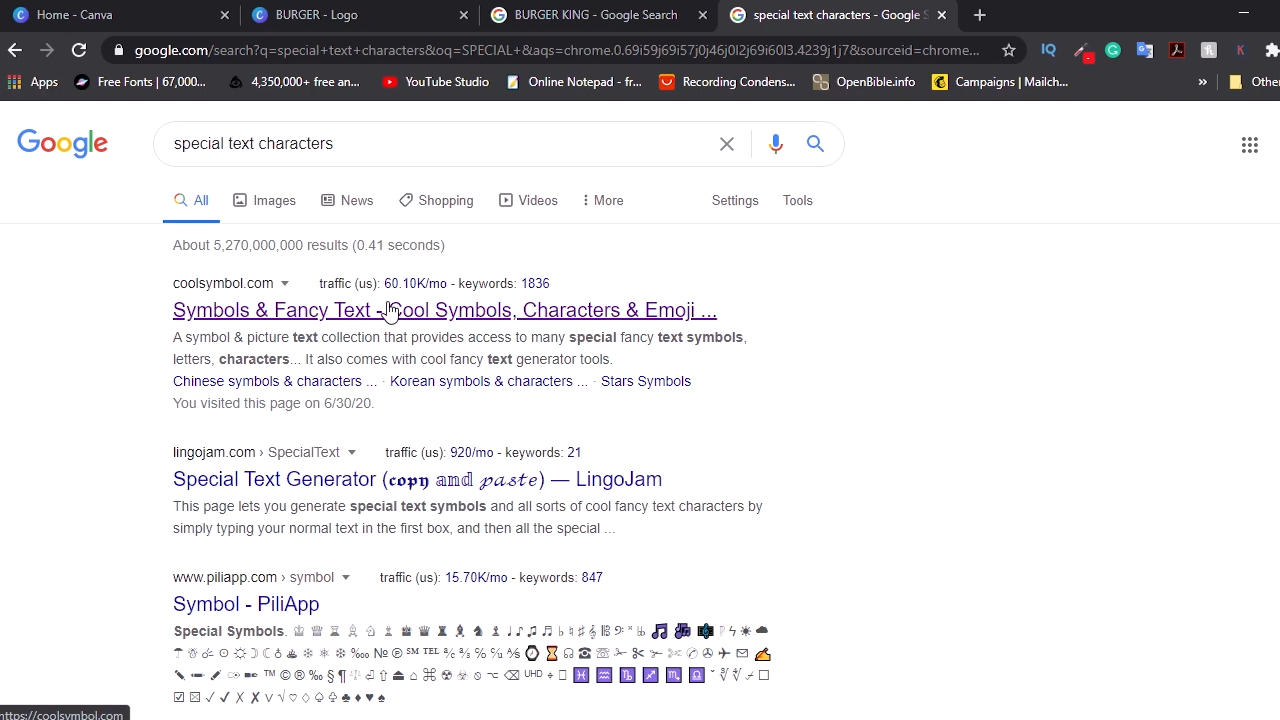 Home - Canva
BURGER - Logo
BURGER KING - Google Search
special text characters - Google S
google.com/search?q=special+text+characters&oq=SPECIAL+&aqs=chrome.0.69i59j69i57j0j46j0l2j69i60l3.4239j1j7&sourceid=chrome...
Apps
Free Fonts | 67,000...
4,350,000+ free an...
YouTube Studio
Online Notepad - fr...
Recording Condens...
OpenBible.info
Campaigns | Mailch...
»
Other
Google
special text characters
All
Images
News
Shopping
Videos
More
Settings
Tools
About 5,270,000,000 results (0.41 seconds)
coolsymbol.com traffic (us): 60.10K/mo - keywords: 1836
Symbols & Fancy Text - Cool Symbols, Characters & Emoji ...
A symbol & picture text collection that provides access to many special fancy text symbols,
letters, characters... It also comes with cool fancy text generator tools.
Chinese symbols & characters ... · Korean symbols & characters ... · Stars Symbols
You visited this page on 6/30/20.
lingojam.com › SpecialText traffic (us): 920/mo - keywords: 21
Special Text Generator (𝖈𝖔𝖕𝖞 𝕒𝕟𝕕 𝓹𝓪𝓼𝓽𝓮) — LingoJam
This page lets you generate special text symbols and all sorts of cool fancy text characters by
simply typing your normal text in the first box, and then all the special ...
www.piliapp.com › symbol traffic (us): 15.70K/mo - keywords: 847
Symbol - PiliApp
Special Symbols.
‰ № ℗ ℠ ℡
™ © ® ‰ § ¶ UHD
https://coolsymbol.com